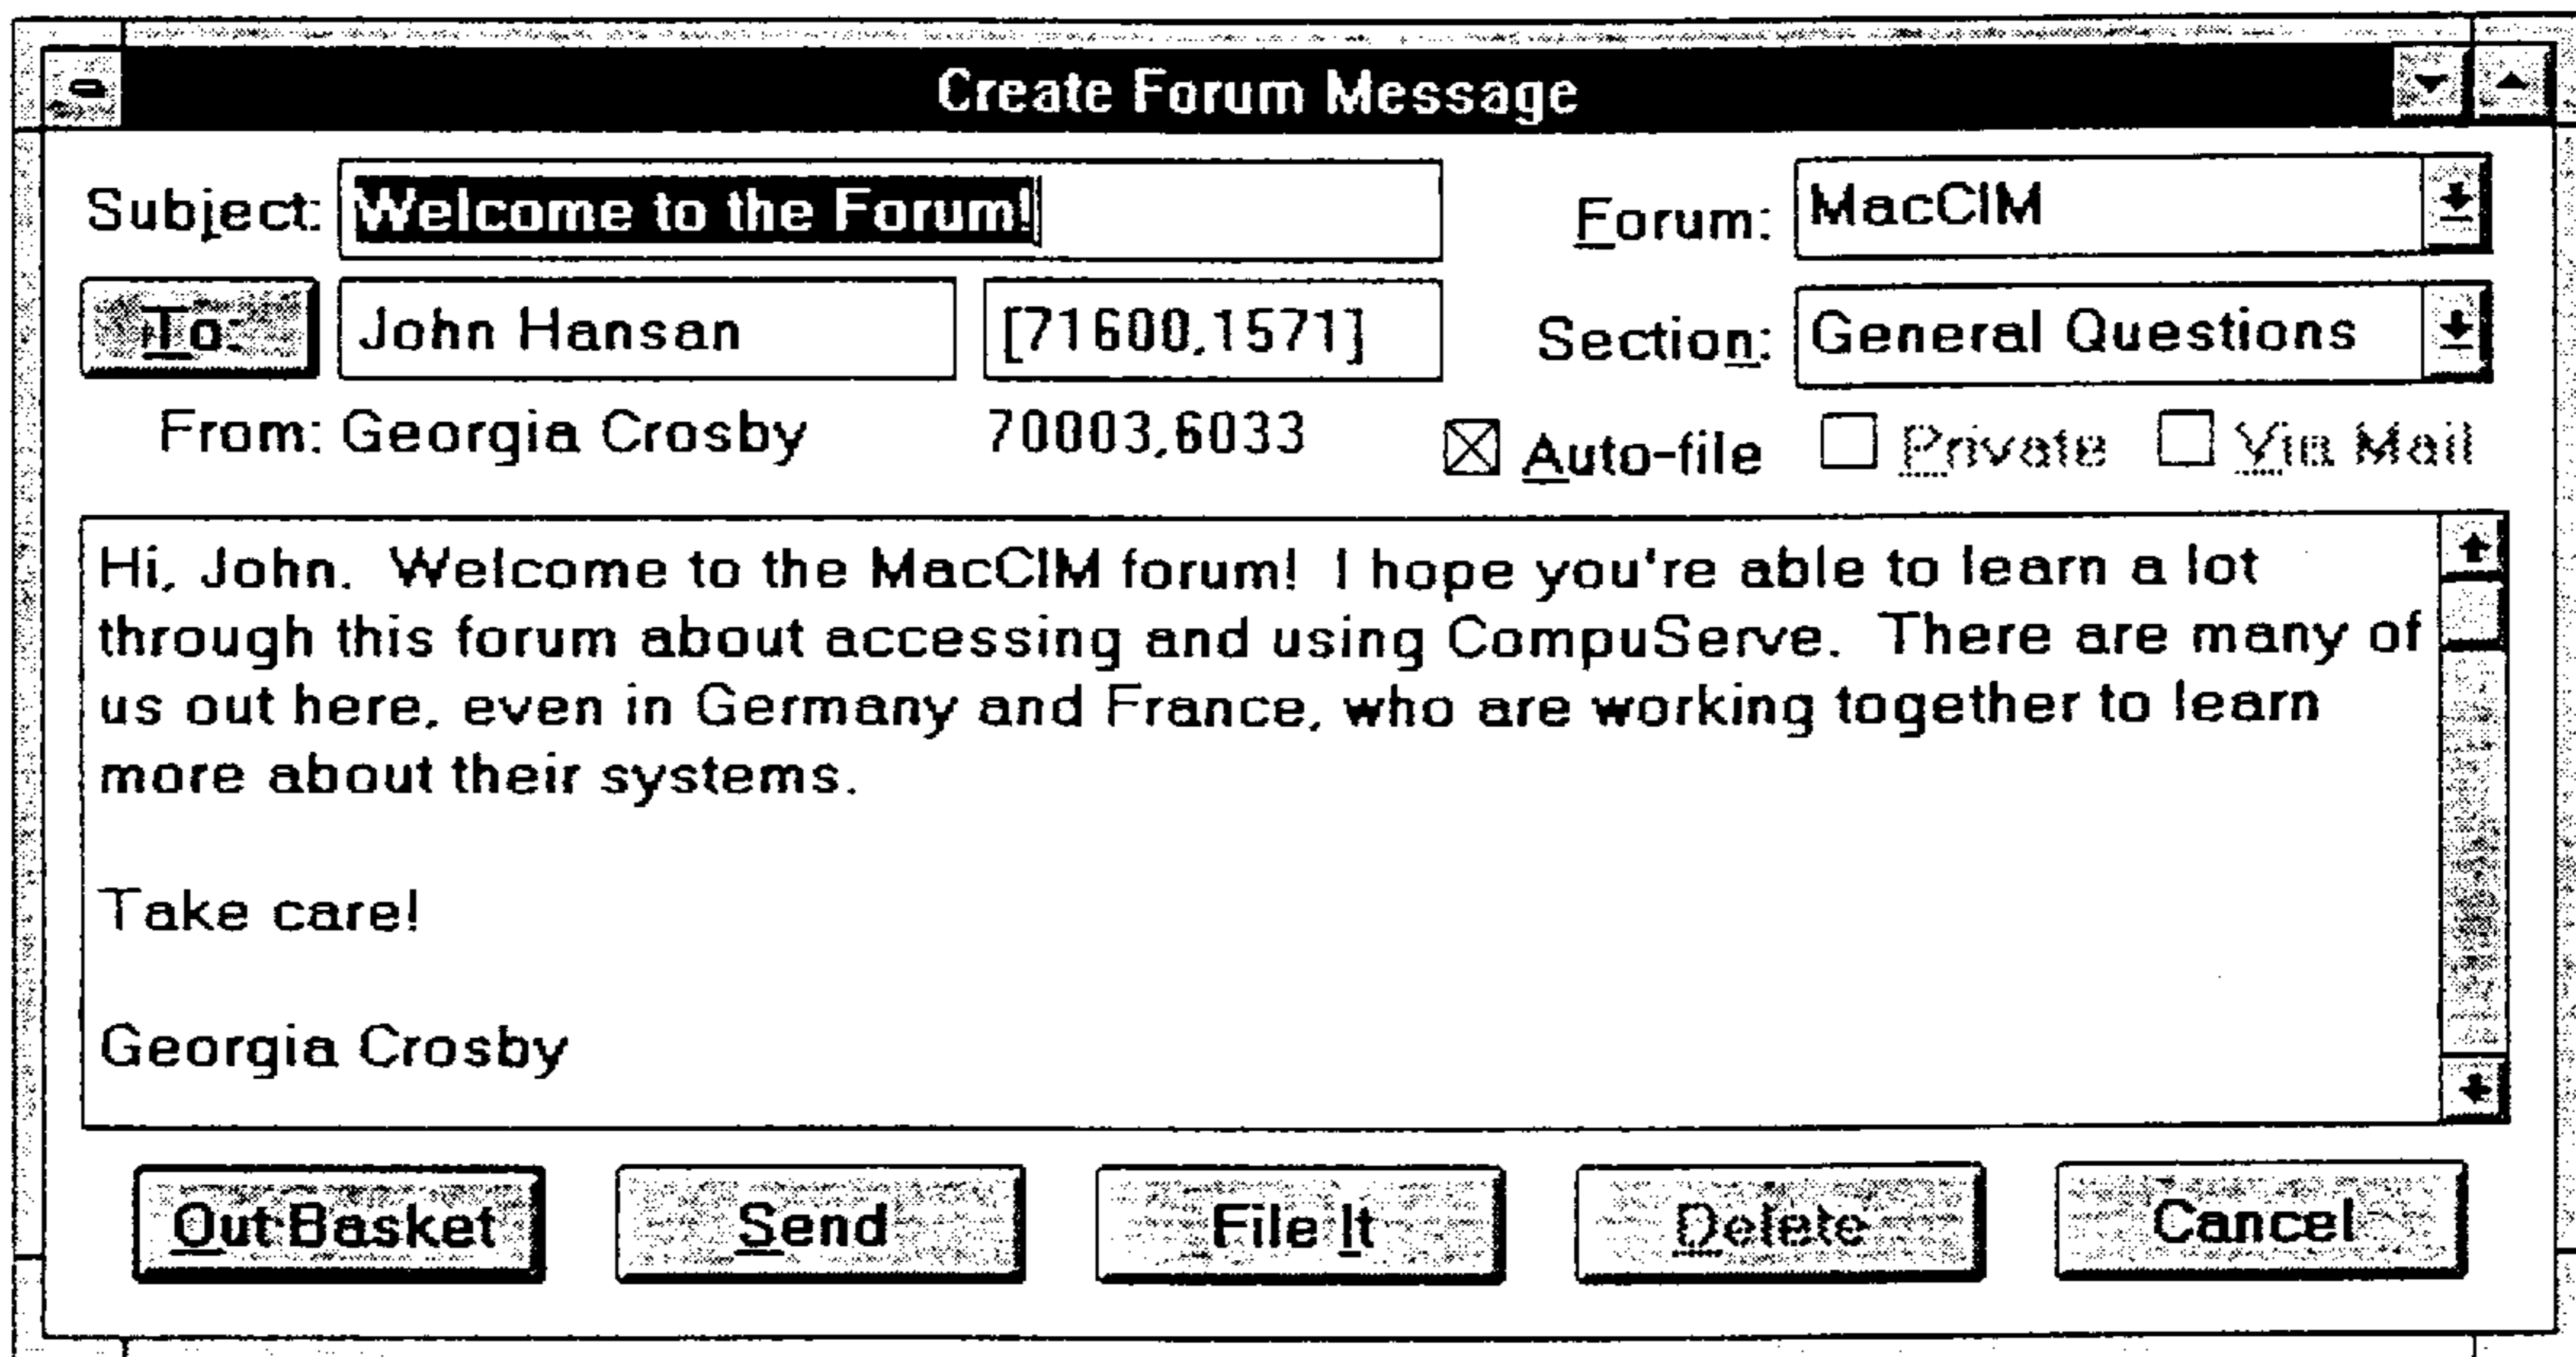 Create Forum Message
Subject: Welcome to the Forum! Forum: MacCIM
To: John Hansan [71600,1571] Section: General Questions
From: Georgia Crosby 70003,6033 Auto-file Private Via Mail
Hi, John.  Welcome to the MacCIM forum!  I hope you're able to learn a lot
through this forum about accessing and using CompuServe.  There are many of
us out here, even in Germany and France, who are working together to learn
more about their systems.
Take care!
Georgia Crosby
Out-Basket Send File It Delete Cancel